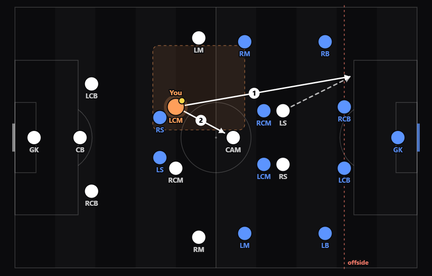 LM
RM
RB
LCB
You
1
LCM
RS
2
RCM
LS
RCB
GK
CB
CAM
GK
LS
RCM
LCM
RS
LCB
RCB
RM
LM
LB
offside